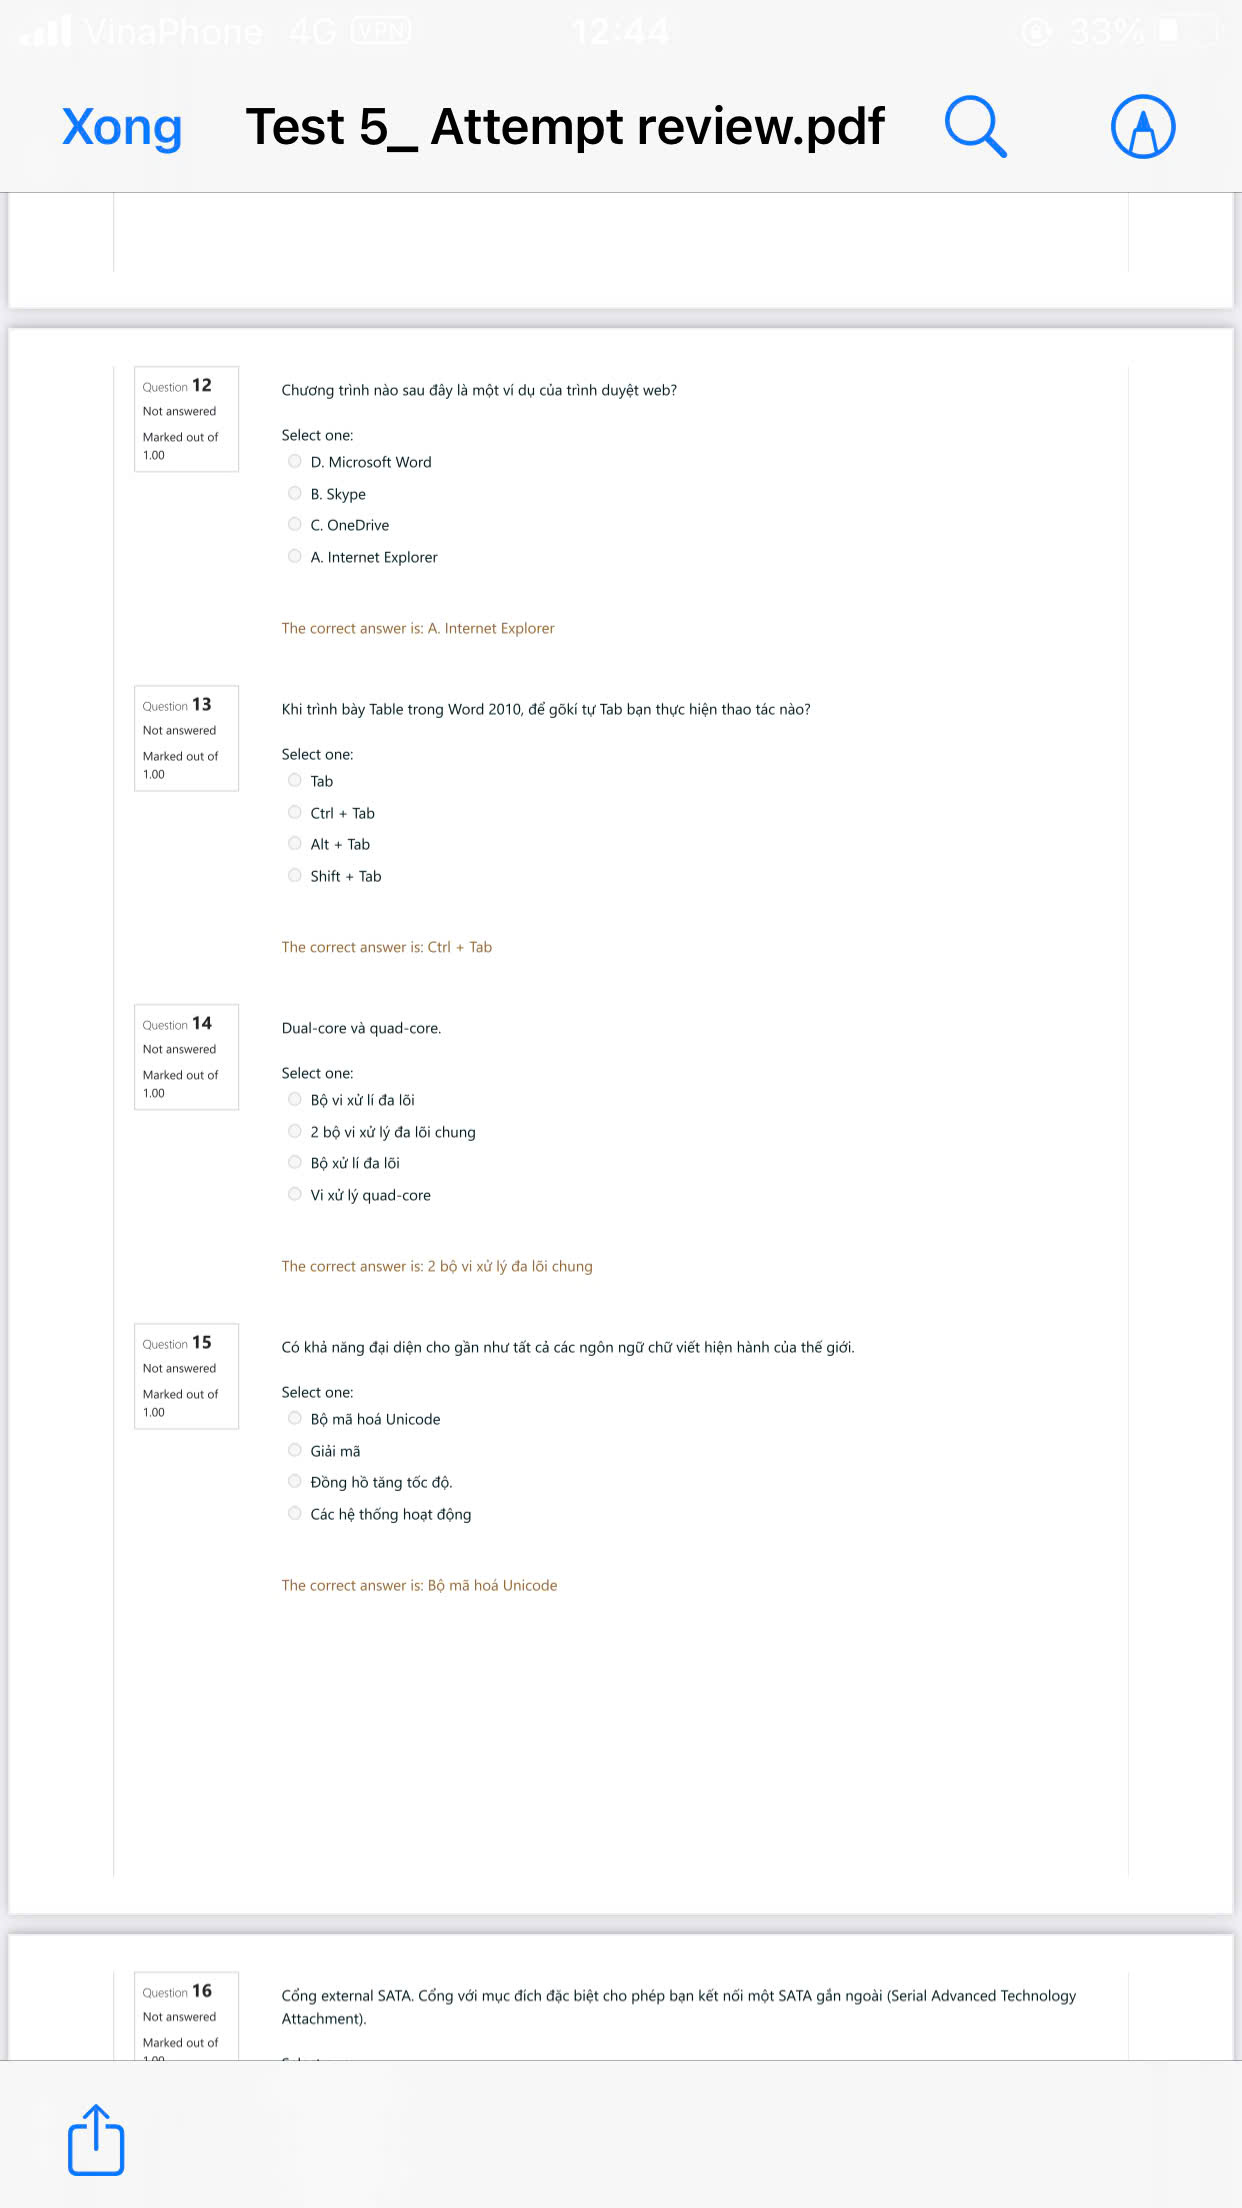 VinaPhone 4G VPN 12:44 33%
Xong Test 5_ Attempt review.pdf
Question 12
Not answered
Marked out of
1.00
Chương trình nào sau đây là một ví dụ của trình duyệt web?
Select one:
D. Microsoft Word
B. Skype
C. OneDrive
A. Internet Explorer
The correct answer is: A. Internet Explorer
Question 13
Not answered
Marked out of
1.00
Khi trình bày Table trong Word 2010, để gõkí tự Tab bạn thực hiện thao tác nào?
Select one:
Tab
Ctrl + Tab
Alt + Tab
Shift + Tab
The correct answer is: Ctrl + Tab
Question 14
Not answered
Marked out of
1.00
Dual-core và quad-core.
Select one:
Bộ vi xử lí đa lõi
2 bộ vi xử lý đa lõi chung
Bộ xử lí đa lõi
Vi xử lý quad-core
The correct answer is: 2 bộ vi xử lý đa lõi chung
Question 15
Not answered
Marked out of
1.00
Có khả năng đại diện cho gần như tất cả các ngôn ngữ chữ viết hiện hành của thế giới.
Select one:
Bộ mã hoá Unicode
Giải mã
Đồng hồ tăng tốc độ.
Các hệ thống hoạt động
The correct answer is: Bộ mã hoá Unicode
Question 16
Not answered
Marked out of
Cổng external SATA. Cổng với mục đích đặc biệt cho phép bạn kết nối một SATA gắn ngoài (Serial Advanced Technology
Attachment).